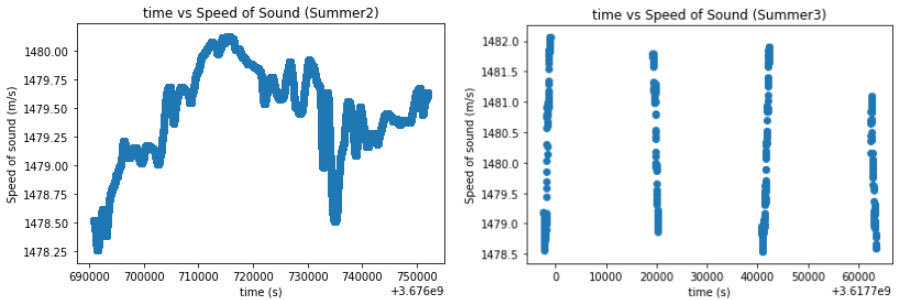 time vs Speed of Sound (Summer2)
Speed of sound (m/s)
1480.00
1479.75
1479.50
1479.25
1479.00
1478.75
1478.50
1478.25
690000 700000 710000 720000 730000 740000 750000
time (s)
+3.676e9
time vs Speed of Sound (Summer3)
Speed of sound (m/s)
1482.0
1481.5
1481.0
1480.5
1480.0
1479.5
1479.0
1478.5
0 10000 20000 30000 40000 50000 60000
time (s)
+3.6177e9